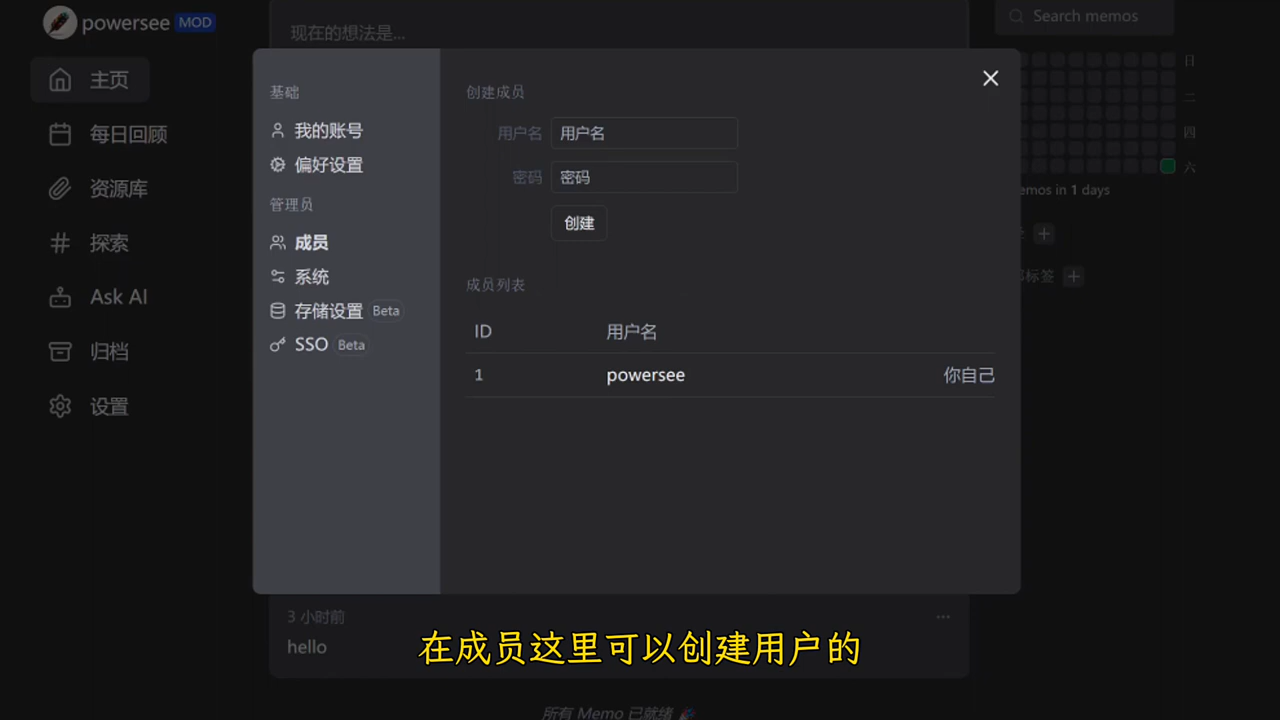 powersee MOD
主页
每日回顾
资源库
探索
Ask AI
归档
设置
现在的想法是...
Search memos
日
二
四
六
emos in 1 days
标签
基础
我的账号
偏好设置
管理员
成员
系统
存储设置 Beta
SSO Beta
创建成员
用户名 用户名
密码 密码
创建
成员列表
ID 用户名
1 powersee 你自己
3 小时前
hello
在成员这里可以创建用户的
所有 Memo 已就绪 🎉